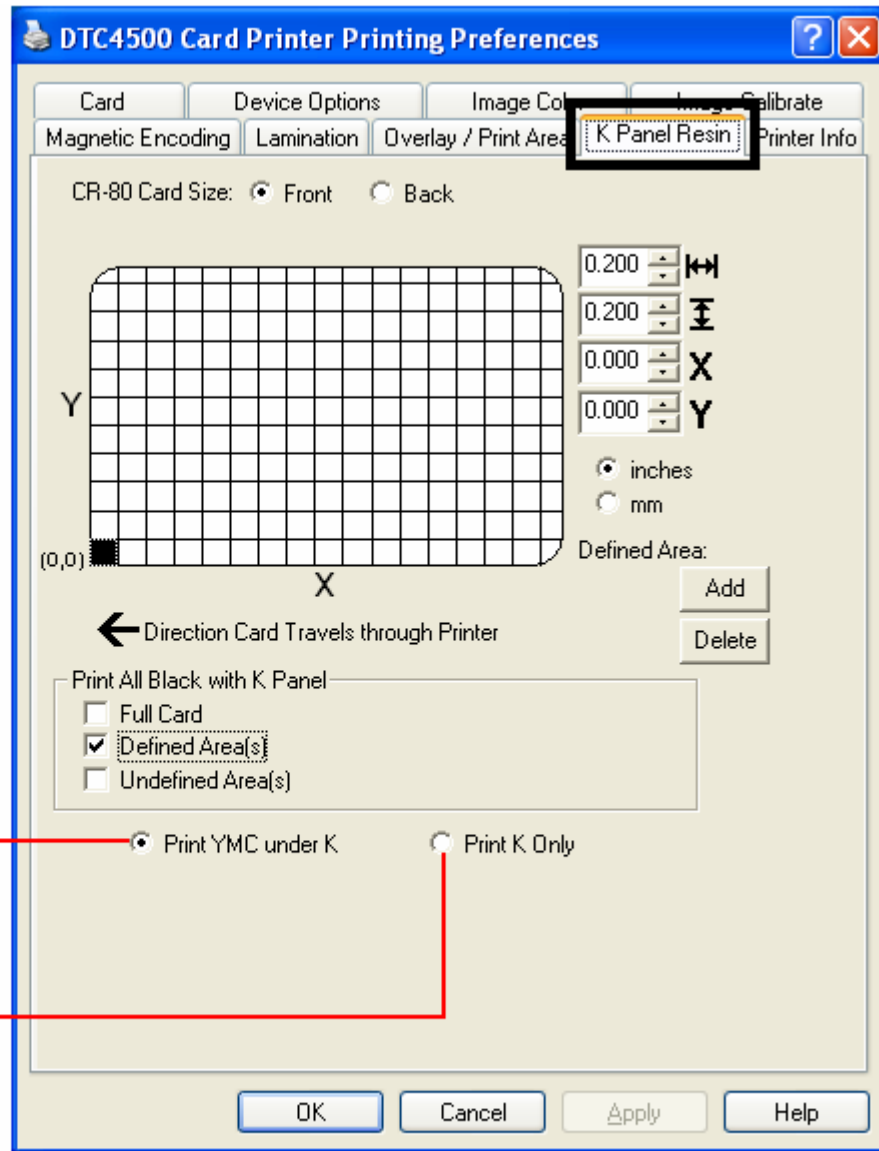 DTC4500 Card Printer Printing Preferences
Card Device Options Image Color Image Calibrate
Magnetic Encoding Lamination Overlay / Print Area K Panel Resin Printer Info
CR-80 Card Size: Front Back
0.200
0.200
0.000 X
0.000 Y
Y
inches
mm
(0,0)
X
Defined Area:
Add
Delete
Direction Card Travels through Printer
Print All Black with K Panel
Full Card
Defined Area(s)
Undefined Area(s)
Print YMC under K Print K Only
OK Cancel Apply Help